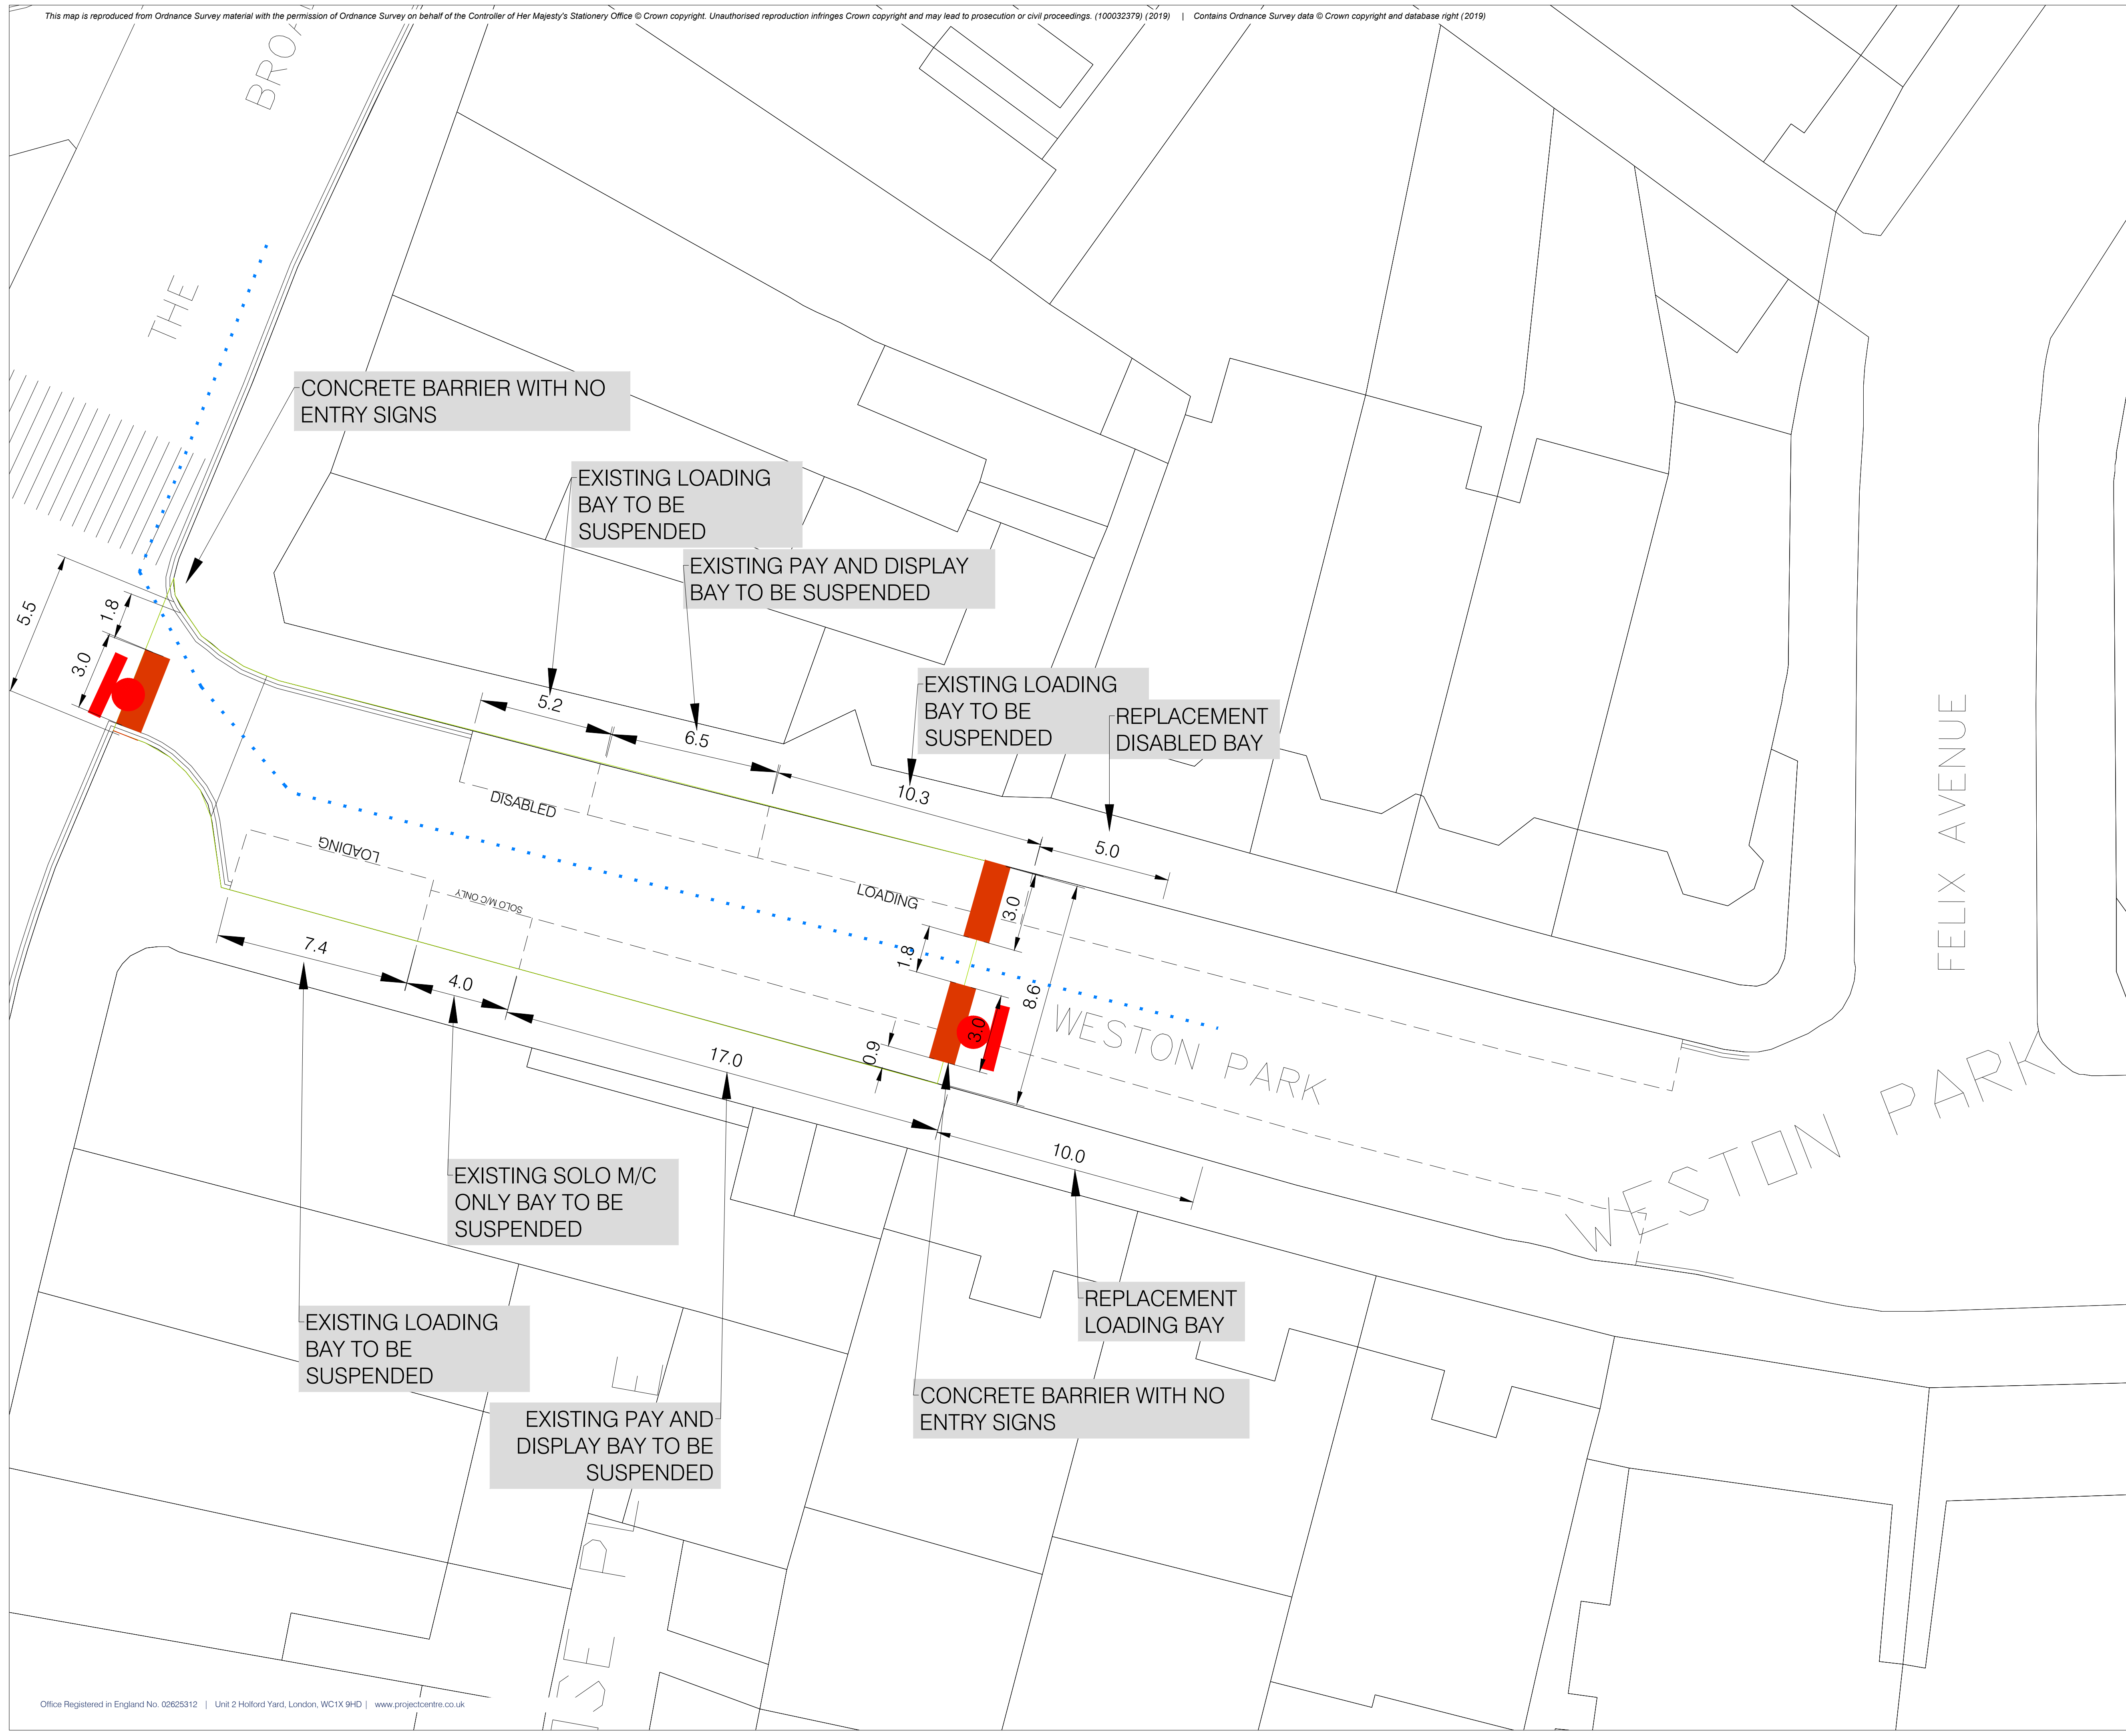 This map is reproduced from Ordnance Survey material with the permission of Ordnance Survey on behalf of the Controller of Her Majesty's Stationery Office © Crown copyright. Unauthorised reproduction infringes Crown copyright and may lead to prosecution or civil proceedings. (100032379) (2019) | Contains Ordnance Survey data © Crown copyright and database right (2019)
THE
CONCRETE BARRIER WITH NO
ENTRY SIGNS
EXISTING LOADING
BAY TO BE
SUSPENDED
EXISTING PAY AND DISPLAY
BAY TO BE SUSPENDED
EXISTING LOADING
BAY TO BE
SUSPENDED
REPLACEMENT
DISABLED BAY
5.5
1.8
3.0
5.2
6.5
10.3
5.0
DISABLED
LOADING
SOLO M/C ONLY
LOADING
3.0
1.8
8.6
3.0
0.9
7.4
4.0
17.0
10.0
WESTON PARK
WESTON PARK
FELIX AVENUE
EXISTING SOLO M/C
ONLY BAY TO BE
SUSPENDED
EXISTING LOADING
BAY TO BE
SUSPENDED
EXISTING PAY AND
DISPLAY BAY TO BE
SUSPENDED
REPLACEMENT
LOADING BAY
CONCRETE BARRIER WITH NO
ENTRY SIGNS
Office Registered in England No. 02625312 | Unit 2 Holford Yard, London, WC1X 9HD | www.projectcentre.co.uk